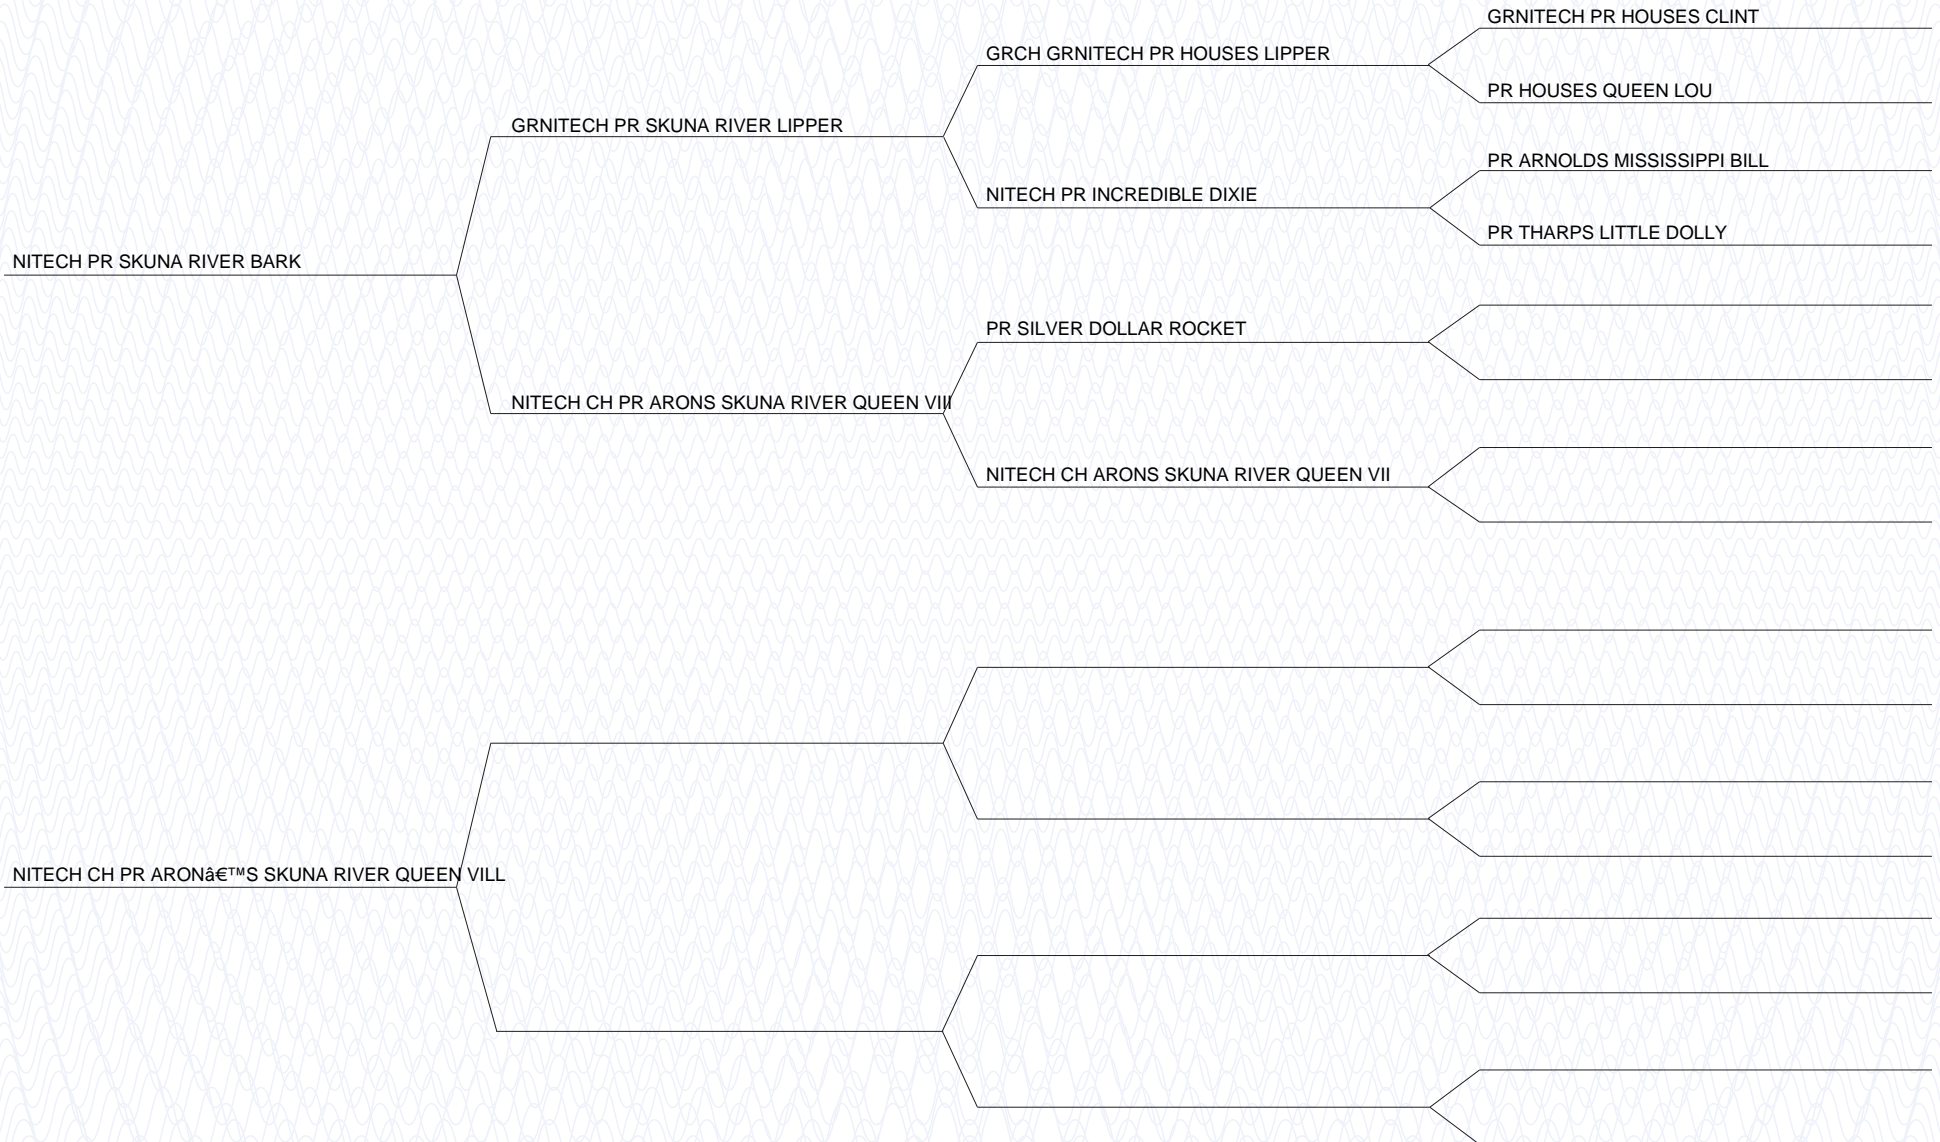 GRNITECH PR HOUSES CLINT
GRCH GRNITECH PR HOUSES LIPPER
PR HOUSES QUEEN LOU
GRNITECH PR SKUNA RIVER LIPPER
PR ARNOLDS MISSISSIPPI BILL
NITECH PR INCREDIBLE DIXIE
PR THARPS LITTLE DOLLY
NITECH PR SKUNA RIVER BARK
PR SILVER DOLLAR ROCKET
NITECH CH PR ARONS SKUNA RIVER QUEEN VIII
NITECH CH ARONS SKUNA RIVER QUEEN VII
NITECH CH PR ARONâ€™S SKUNA RIVER QUEEN VILL